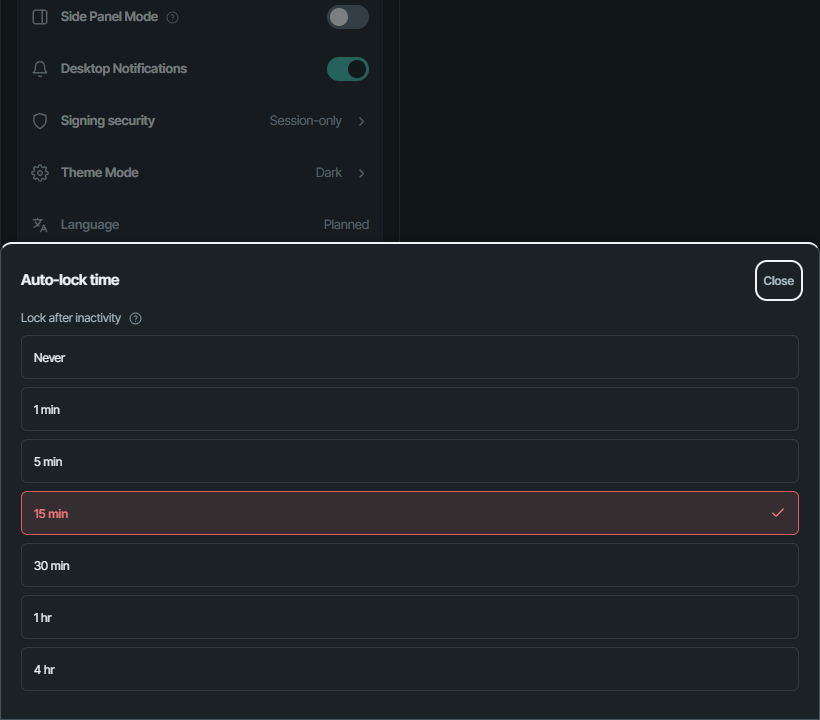 Side Panel Mode
Desktop Notifications
Signing security Session-only
Theme Mode Dark
Language Planned
Auto-lock time Close
Lock after inactivity
Never
1 min
5 min
15 min
30 min
1 hr
4 hr